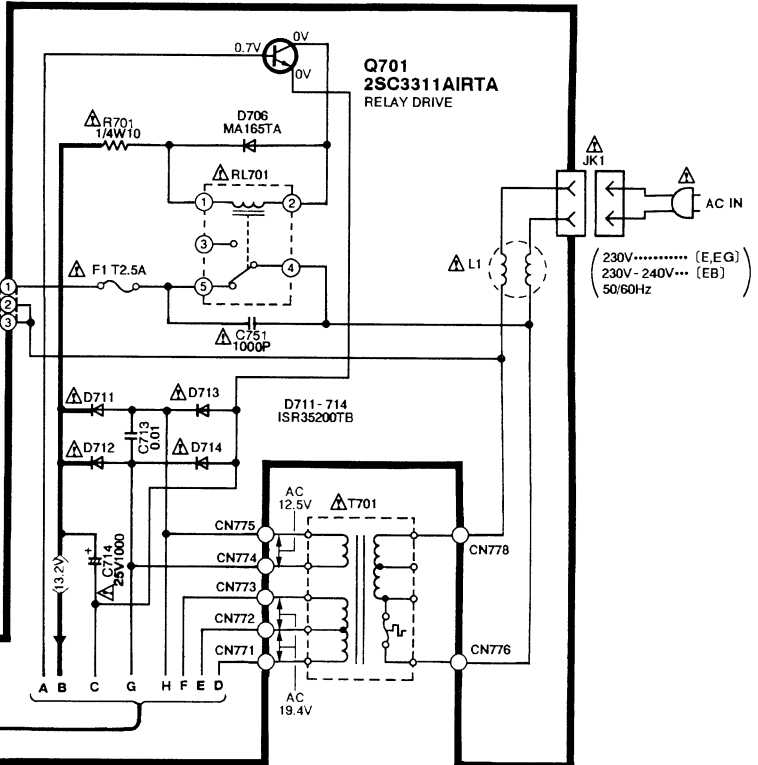 0V
0.7V
0V
Q701
2SC3311AIRTA
RELAY DRIVE
R701
1/4W10
D706
MA165TA
RL701
1
2
3
4
5
F1 T2.5A
C751
1000P
1
2
3
JK1
AC IN
L1
230V············ [E,EG]
230V - 240V··· [EB]
50/60Hz
D711
D713
C713
0.01
D711 - 714
ISR35200TB
D712
D714
(13.2V)
+
C714
25V1000
AC
12.5V
T701
CN775
CN774
CN773
CN772
CN771
CN778
CN776
AC
19.4V
A B C G H F E D